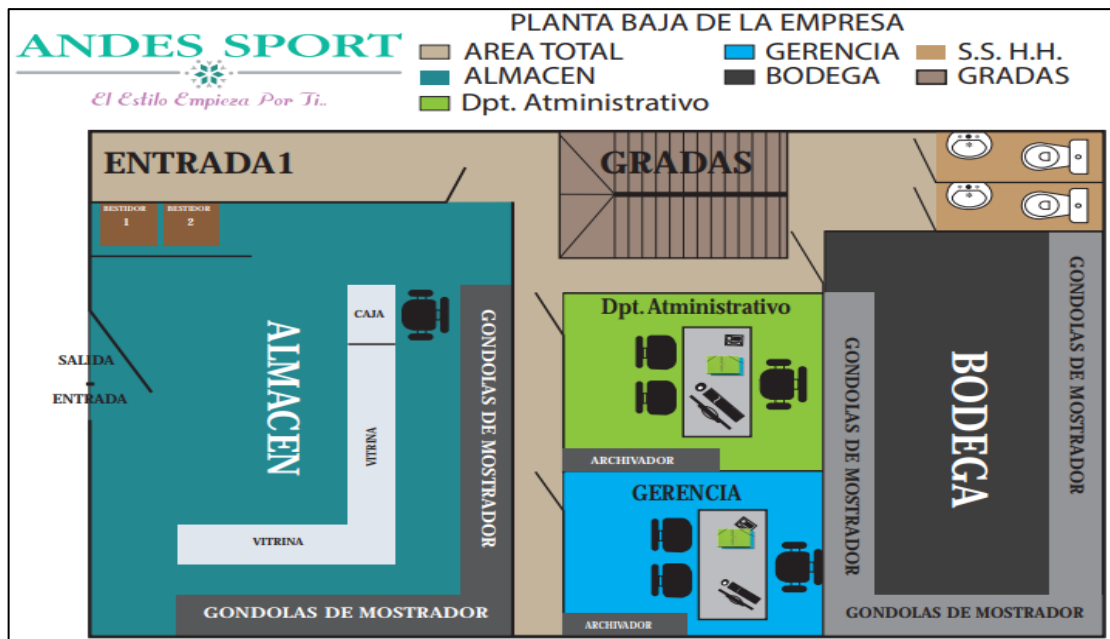 PLANTA BAJA DE LA EMPRESA
ANDES SPORT
El Estilo Empieza Por Ti..
AREA TOTAL
GERENCIA
S.S. H.H.
ALMACEN
BODEGA
GRADAS
Dpt. Atministrativo
ENTRADA1
GRADAS
BESTIDOR
1
BESTIDOR
2
CAJA
ALMACEN
SALIDA
ENTRADA
VITRINA
VITRINA
GONDOLAS DE MOSTRADOR
GONDOLAS DE MOSTRADOR
Dpt. Atministrativo
ARCHIVADOR
GERENCIA
ARCHIVADOR
GONDOLAS DE MOSTRADOR
BODEGA
GONDOLAS DE MOSTRADOR
GONDOLAS DE MOSTRADOR